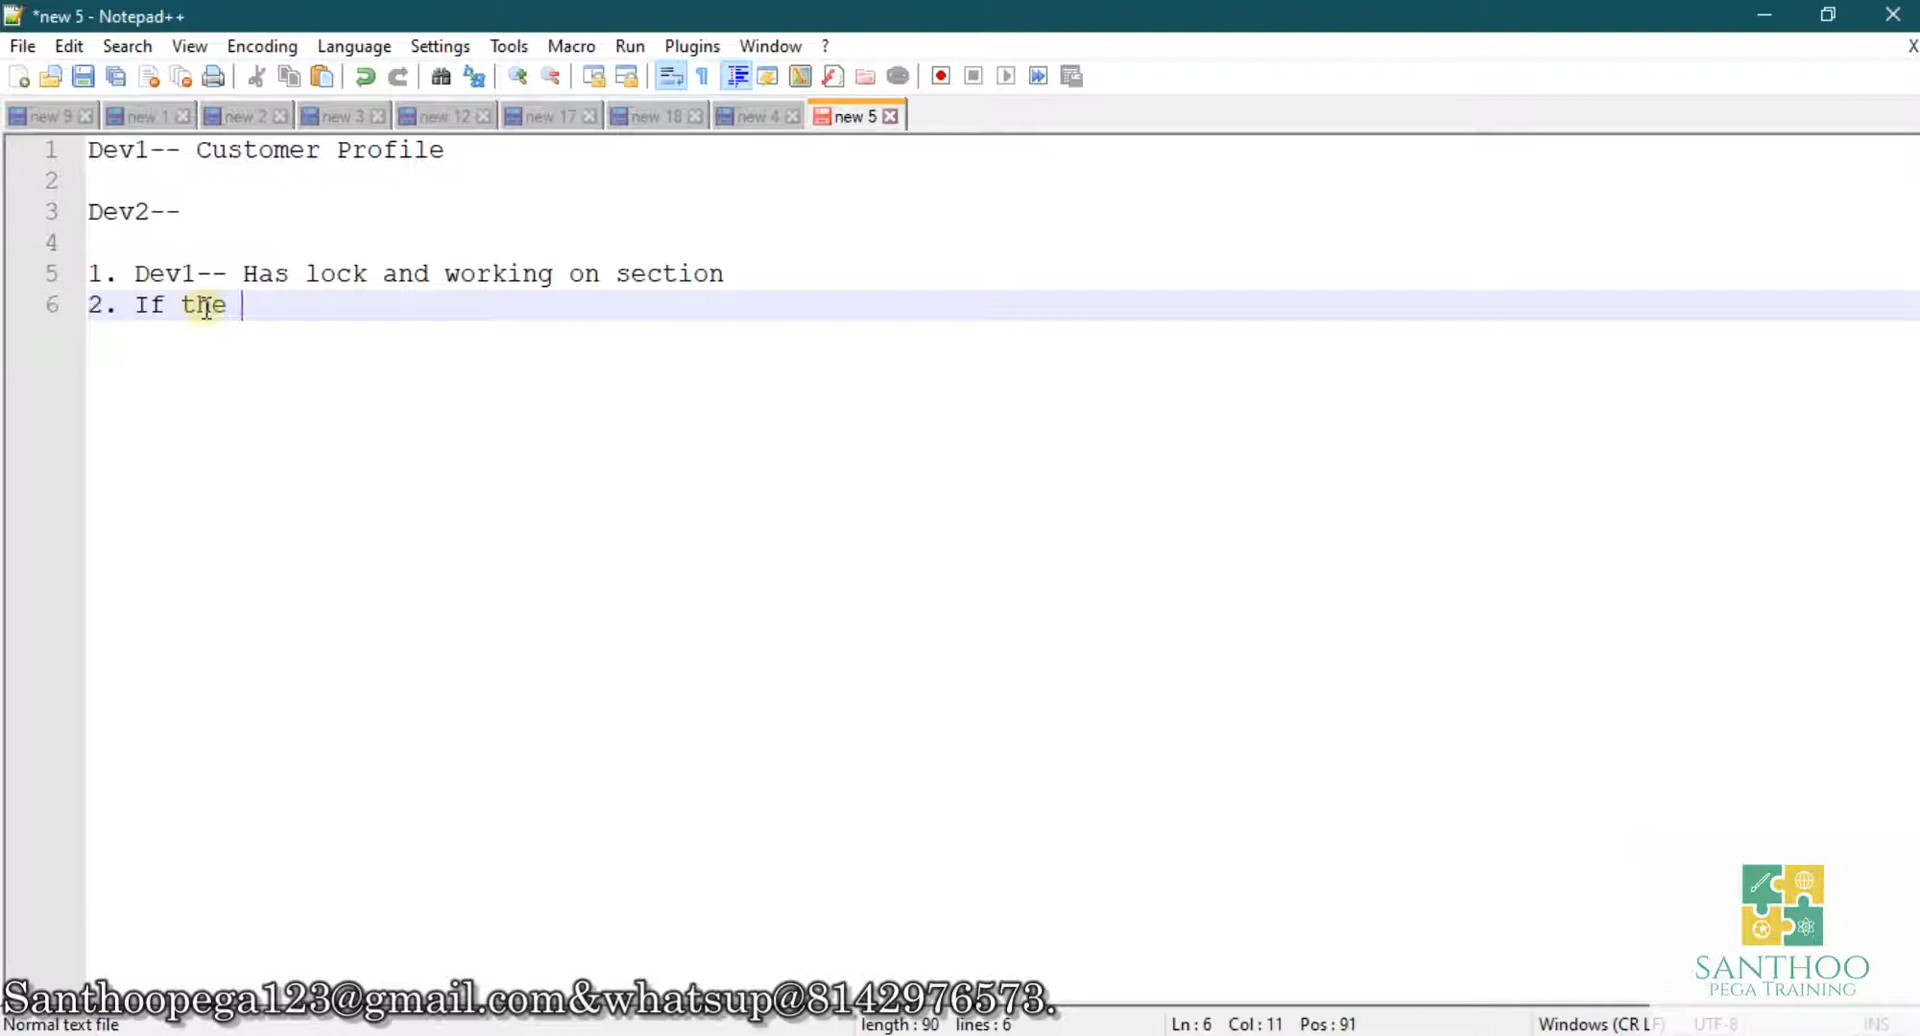 *new 5 - Notepad++
File Edit Search View Encoding Language Settings Tools Macro Run Plugins Window ? X
new 9 new 1 new 2 new 3 new 12 new 17 new 18 new 4 new 5
1 Dev1-- Customer Profile
2
3 Dev2--
4
5 1. Dev1-- Has lock and working on section
6 2. If the
SANTHOO
PEGA TRAINING
Santhoopega123@gmail.com&whatsup@8142976573.
Normal text file length : 90 lines : 6 Ln : 6 Col : 11 Pos : 91 Windows (CR LF) UTF-8 INS